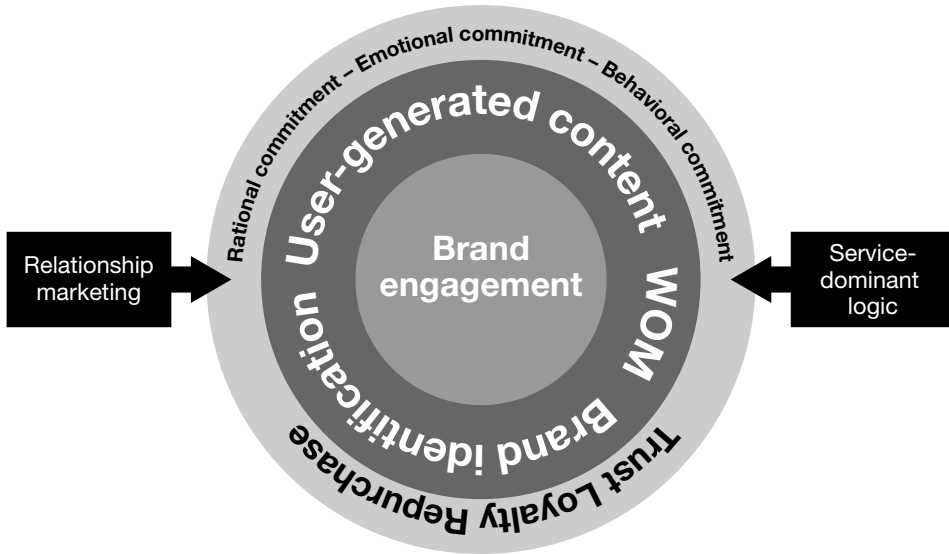 Rational commitment – Emotional commitment – Behavioral commitment
User-generated content
WOM
Brand identification
Brand
engagement
Trust Loyalty Repurchase
Relationship
marketing
Service-
dominant
logic